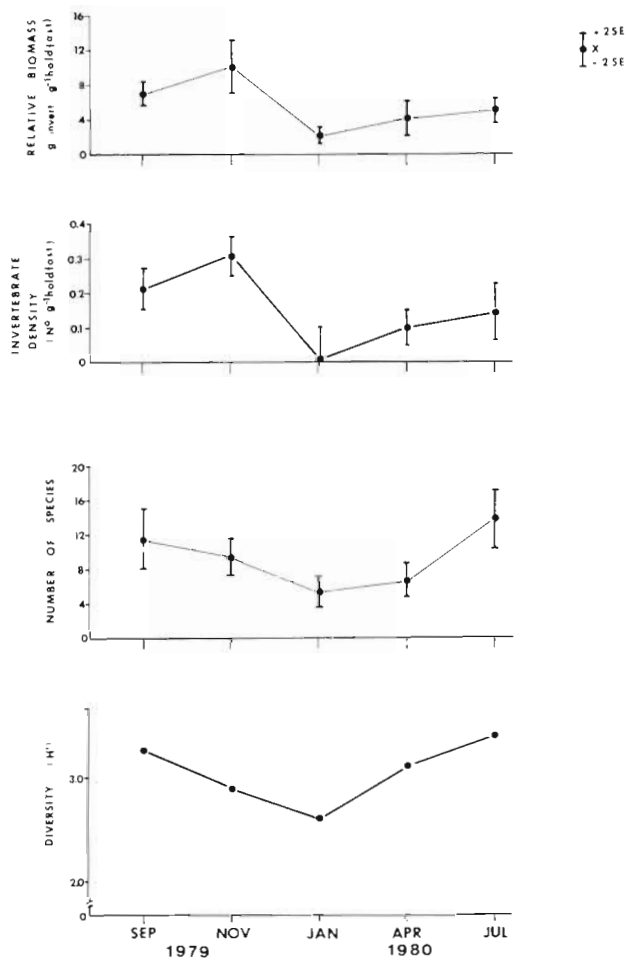 RELATIVE BIOMASS
g invert g⁻¹hold(fast)
16
12
8
4
0
+ 2SE
X
- 2SE
INVERTEBRATE
DENSITY
(Nº g⁻¹holdfast)
0.4
0.3
0.2
0.1
0
NUMBER OF SPECIES
20
16
12
8
4
0
DIVERSITY (H')
3.0
2.0
0
SEP NOV JAN APR JUL
1979 1980